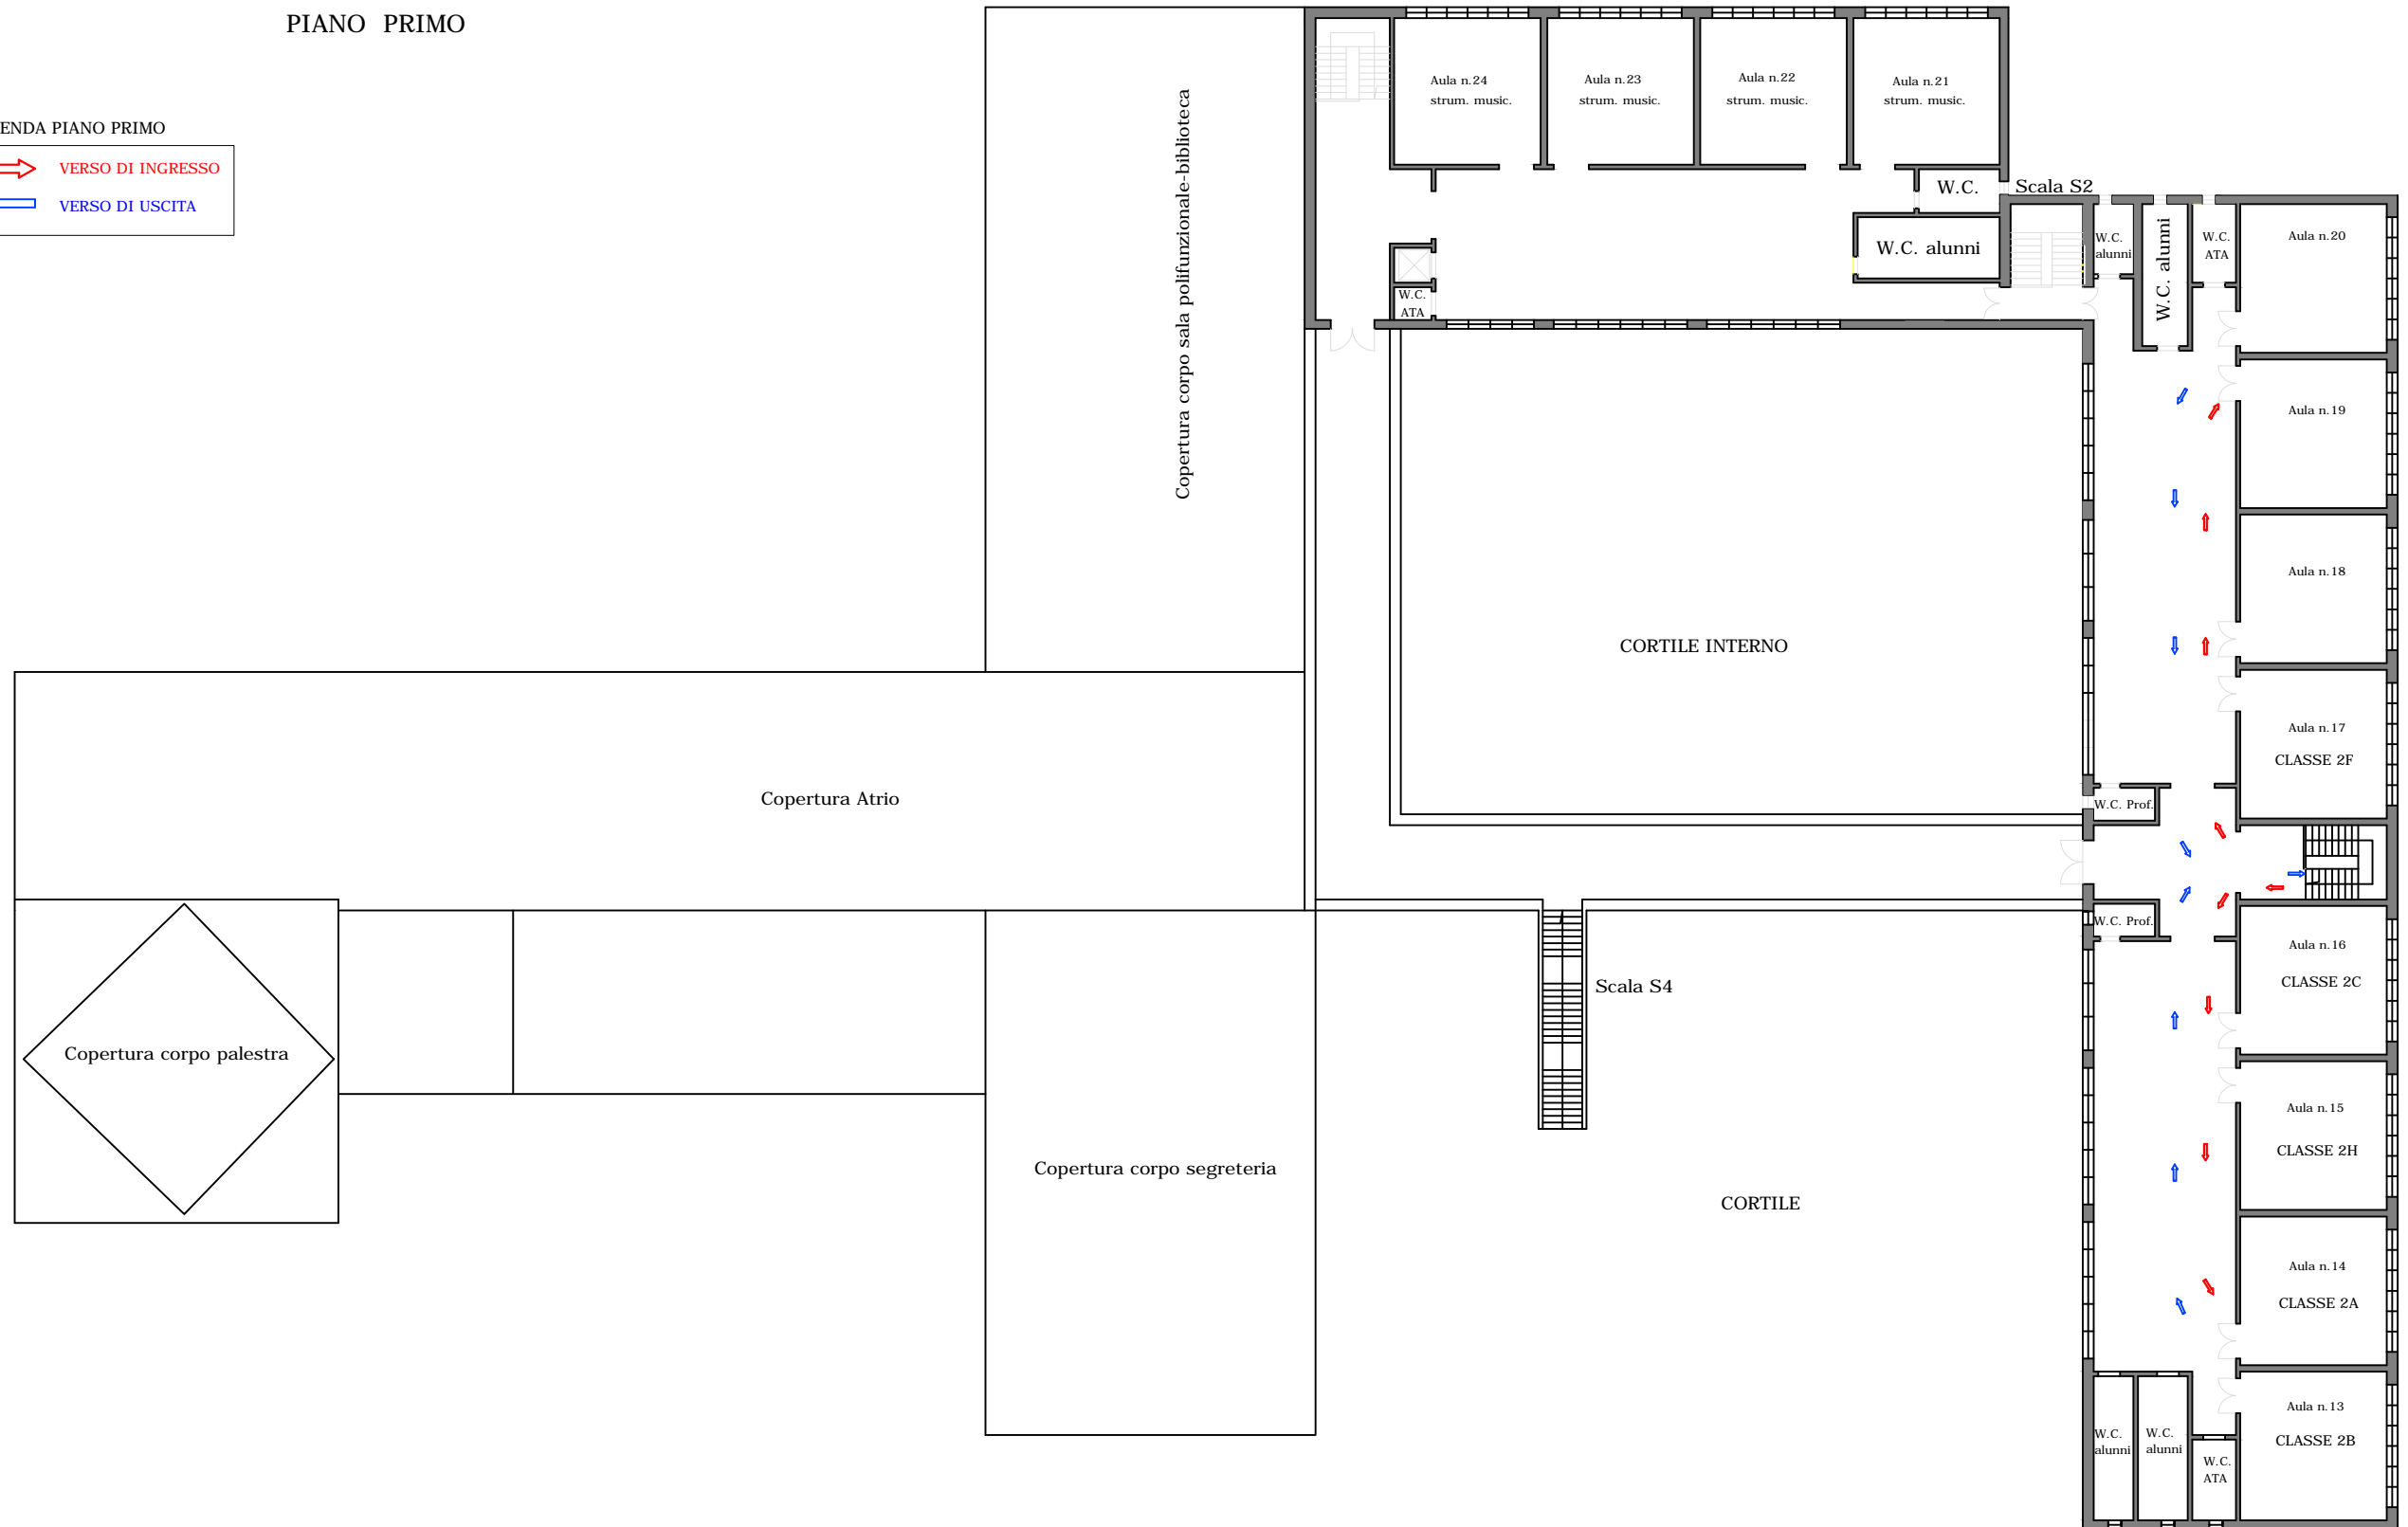 PIANO PRIMO
ENDA PIANO PRIMO
VERSO DI INGRESSO
VERSO DI USCITA
Copertura corpo sala polifunzionale-biblioteca
Aula n.24
strum. music.
Aula n.23
strum. music.
Aula n.22
strum. music.
Aula n.21
strum. music.
W.C.
Scala S2
W.C. alunni
W.C.
alunni
W.C. alunni
W.C.
ATA
Aula n.20
W.C.
ATA
Aula n.19
Aula n.18
CORTILE INTERNO
Aula n.17
CLASSE 2F
Copertura Atrio
W.C. Prof.
W.C. Prof.
Aula n.16
CLASSE 2C
Scala S4
Copertura corpo palestra
Aula n.15
CLASSE 2H
Copertura corpo segreteria
CORTILE
Aula n.14
CLASSE 2A
Aula n.13
CLASSE 2B
W.C.
alunni
W.C.
alunni
W.C.
ATA